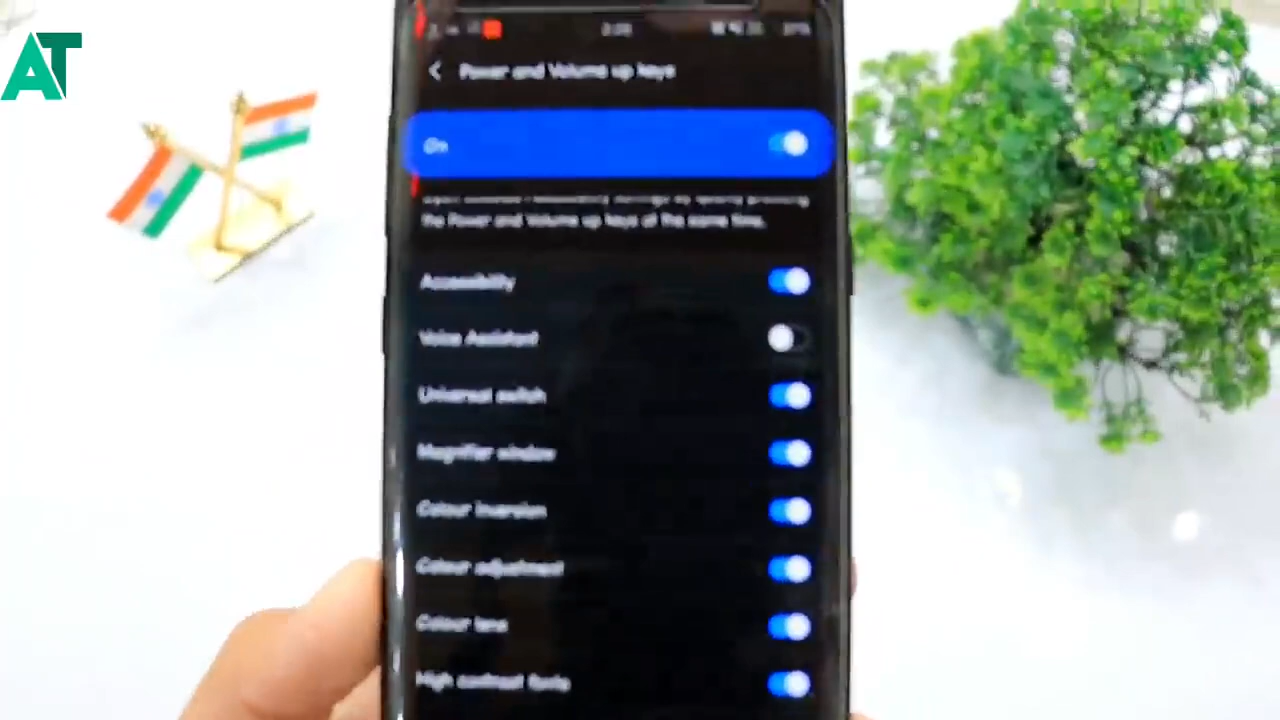 AT
Power and Volume up keys
On
the Power and Volume up keys at the same time.
Accessibility
Voice Assistant
Universal switch
Magnifier window
Colour inversion
Colour adjustment
Colour lens
High contrast fonts